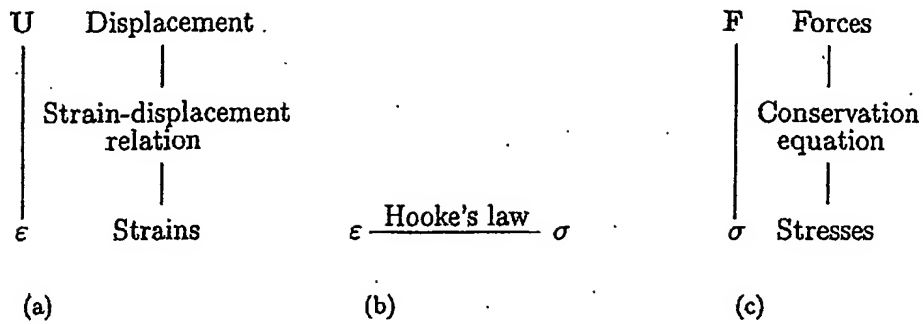 U Displacement
F Forces
Strain-displacement
relation
Conservation
equation
ε Strains
ε Hooke's law σ
σ Stresses
(a)
(b)
(c)